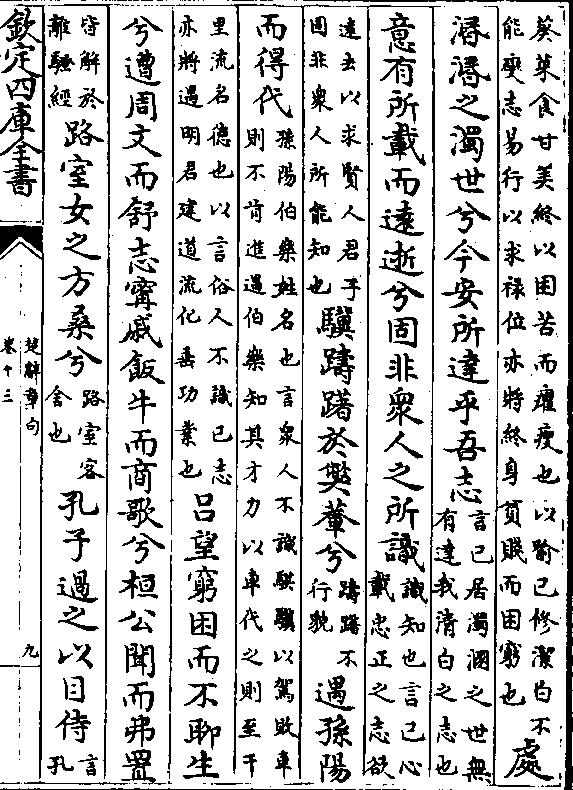 葵菜食甘美終以困苦而癯瘦也以喻己修潔白不
能變志易行以求祿位亦將終身貧賤而困窮也
處
湣湣之濁世兮今安所達乎吾志
言己居濁溷之世無
有達我清白之志也
意有所載而遠逝兮固非眾人之所識
識知也言己心
載忠正之志欲
遠去以求賢人君子
固非眾人所能知也
驥躊躇於獘輂兮
躊躇不
行貌
遇孫陽
而得代
孫陽伯樂姓名也言眾人不識騏驥以駕敗車
則不肯進遇伯樂知其才力以車代之則至千
里流名德也以言俗人不識己志
亦將遇明君建道流化垂功業也
呂望窮困而不聊生
兮遭周文而舒志甯戚飯牛而商歌兮桓公聞而弗置
皆解於
離騷經
路室女之方桑兮
路室客
舍也
孔子過之以自侍
言
孔
欽定四庫全書
楚辭章句
卷十三
九